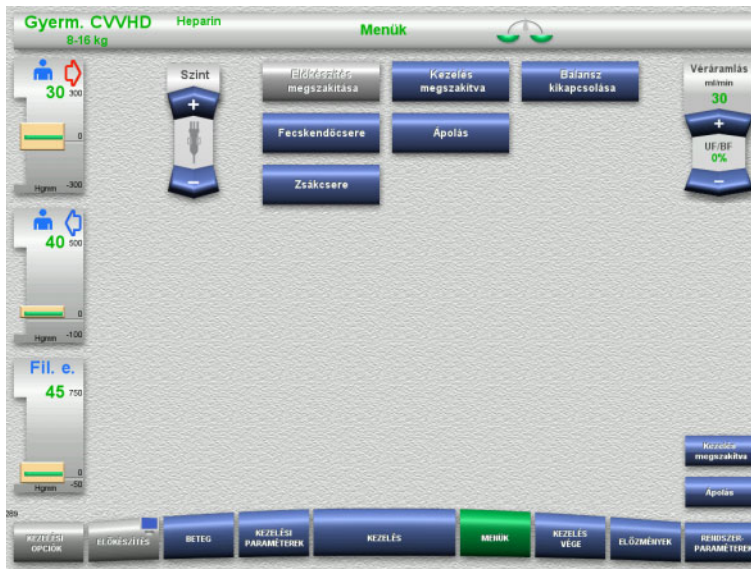 Gyerm. CVVHD
Heparin
8-16 kg
Menük
30
300
0
-300
Hgmm
40
500
0
-100
Hgmm
Fil. e.
45
750
0
-50
Hgmm
289
Szint
+
−
Előkészítés
megszakítása
Kezelés
megszakítva
Balansz
kikapcsolása
Fecskendőcsere
Ápolás
Zsákcsere
Véráramlás
ml/min
30
+
UF/BF
0%
−
Kezelés
megszakítva
Ápolás
KEZELÉSI
OPCIÓK
ELŐKÉSZÍTÉS
BETEG
KEZELÉSI
PARAMÉTEREK
KEZELÉS
MENÜK
KEZELÉS
VÉGE
ELŐZMÉNYEK
RENDSZER-
PARAMÉTEREK